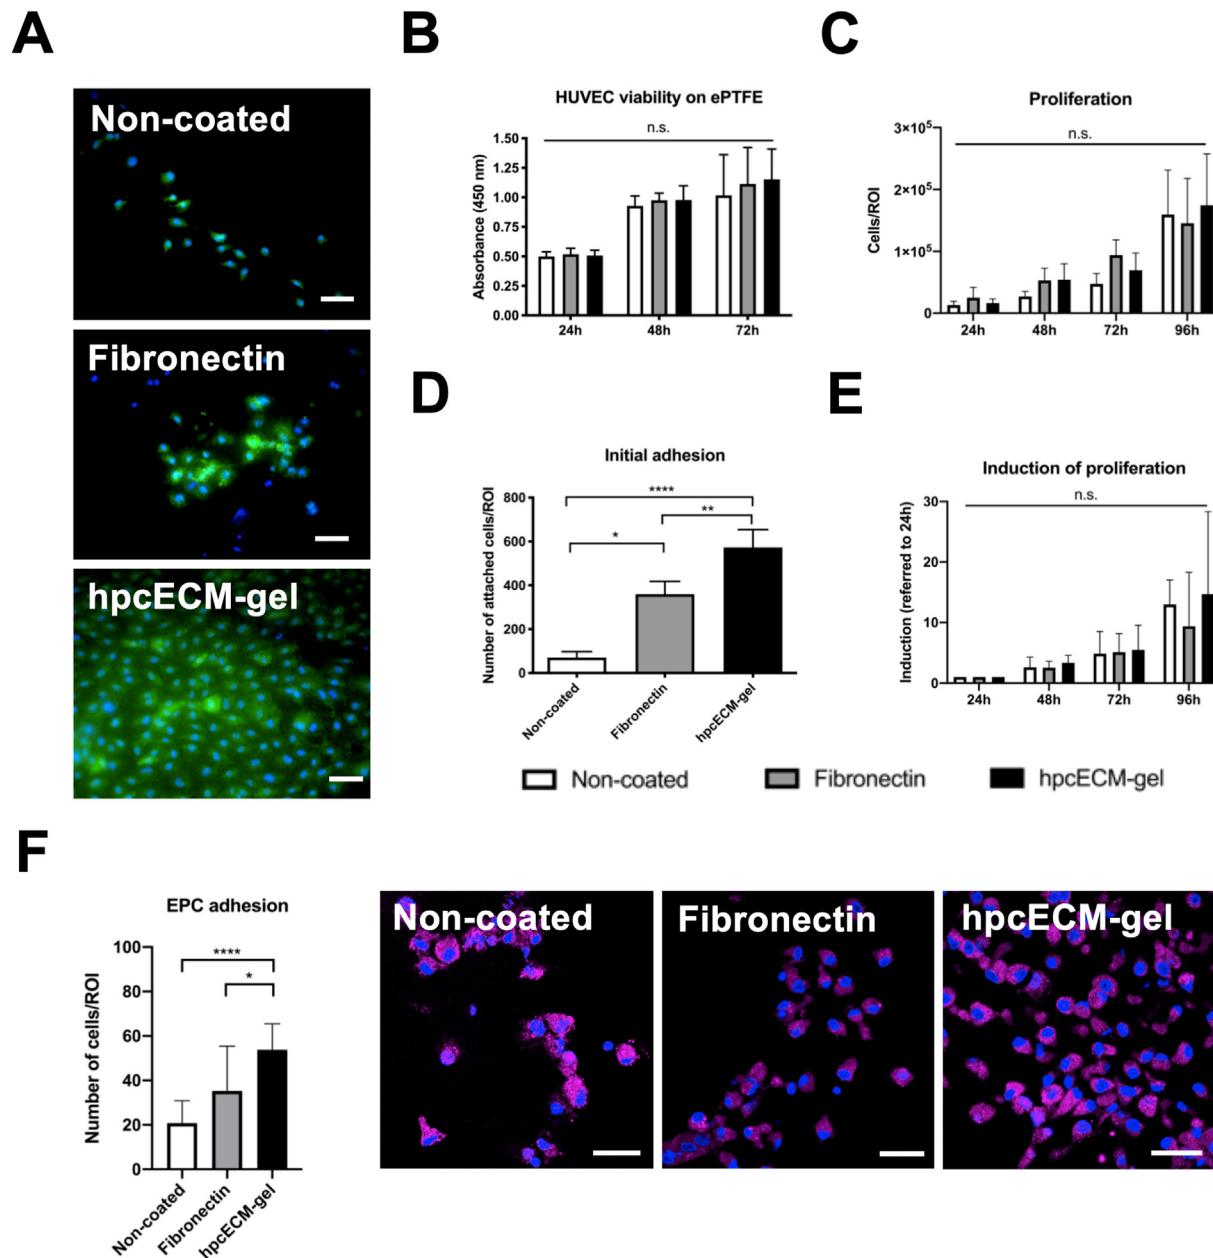 A
Non-coated
Fibronectin
hpcECM-gel
B
HUVEC viability on ePTFE
n.s.
Absorbance (450 nm)
1.50
1.25
1.00
0.75
0.50
0.25
0.00
24h 48h 72h
C
Proliferation
n.s.
Cells/ROI
3×10⁵
2×10⁵
1×10⁵
0
24h 48h 72h 96h
D
Initial adhesion
Number of attached cells/ROI
800
600
400
200
0
****
**
*
Non-coated
Fibronectin
hpcECM-gel
E
Induction of proliferation
n.s.
Induction (referred to 24h)
30
20
10
0
24h 48h 72h 96h
Non-coated Fibronectin hpcECM-gel
F
EPC adhesion
Number of cells/ROI
100
80
60
40
20
0
****
*
Non-coated
Fibronectin
hpcECM-gel
Non-coated
Fibronectin
hpcECM-gel